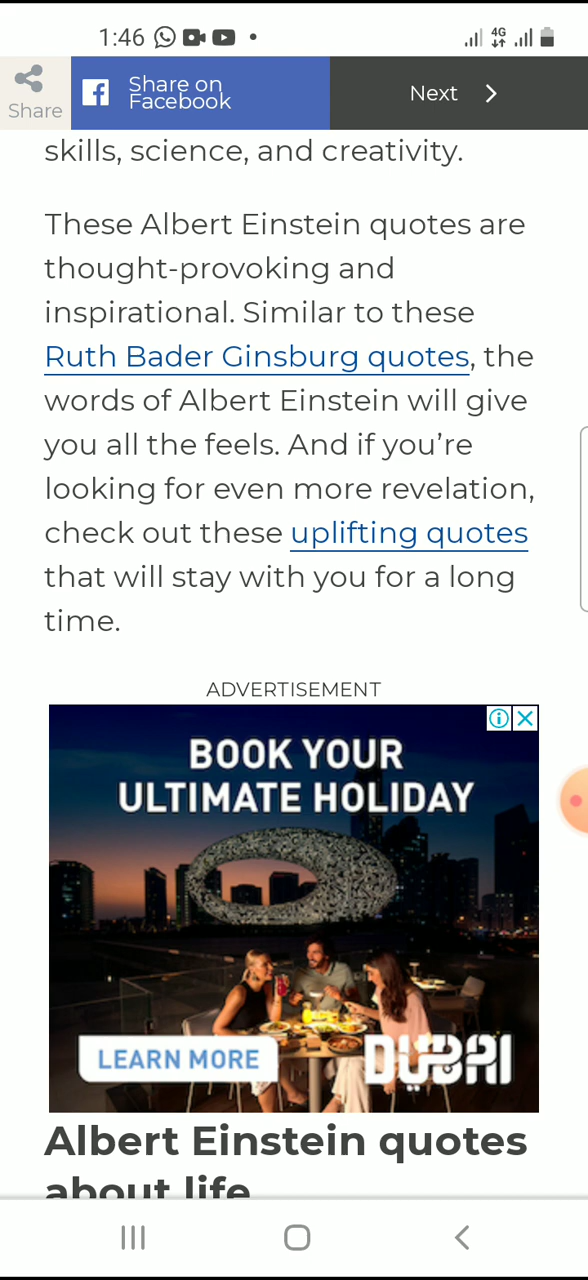 1:46
4G
Share
Share on
Facebook
Next
skills, science, and creativity.
These Albert Einstein quotes are
thought-provoking and
inspirational. Similar to these
Ruth Bader Ginsburg quotes, the
words of Albert Einstein will give
you all the feels. And if you’re
looking for even more revelation,
check out these uplifting quotes
that will stay with you for a long
time.
ADVERTISEMENT
BOOK YOUR
ULTIMATE HOLIDAY
LEARN MORE
DUBAI
Albert Einstein quotes
about life